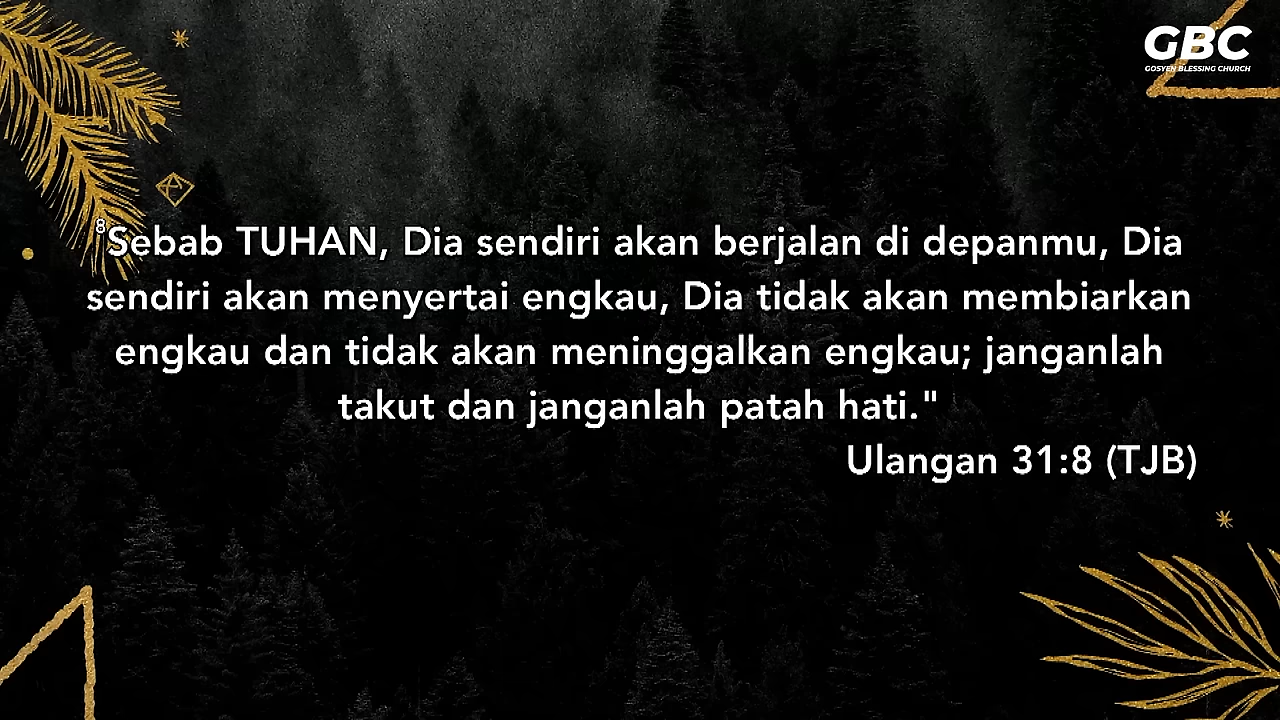 GBC
GOSYEN BLESSING CHURCH
8Sebab TUHAN, Dia sendiri akan berjalan di depanmu, Dia
sendiri akan menyertai engkau, Dia tidak akan membiarkan
engkau dan tidak akan meninggalkan engkau; janganlah
takut dan janganlah patah hati."
Ulangan 31:8 (TJB)